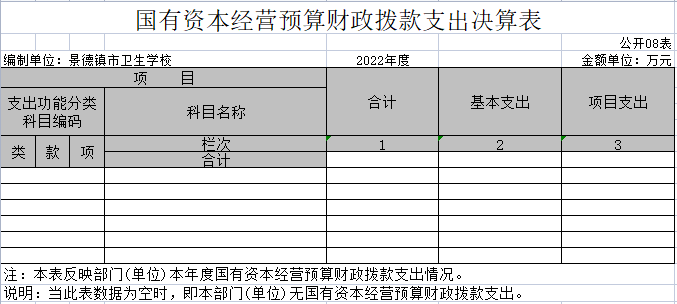 国有资本经营预算财政拨款支出决算表
公开08表
编制单位：景德镇市卫生学校 2022年度 金额单位：万元
项 目 合计 基本支出 项目支出
支出功能分类科目编码 科目名称
类 款 项 栏次 1 2 3
合计
注：本表反映部门(单位)本年度国有资本经营预算财政拨款支出情况。
说明：当此表数据为空时，即本部门(单位)无国有资本经营预算财政拨款支出。